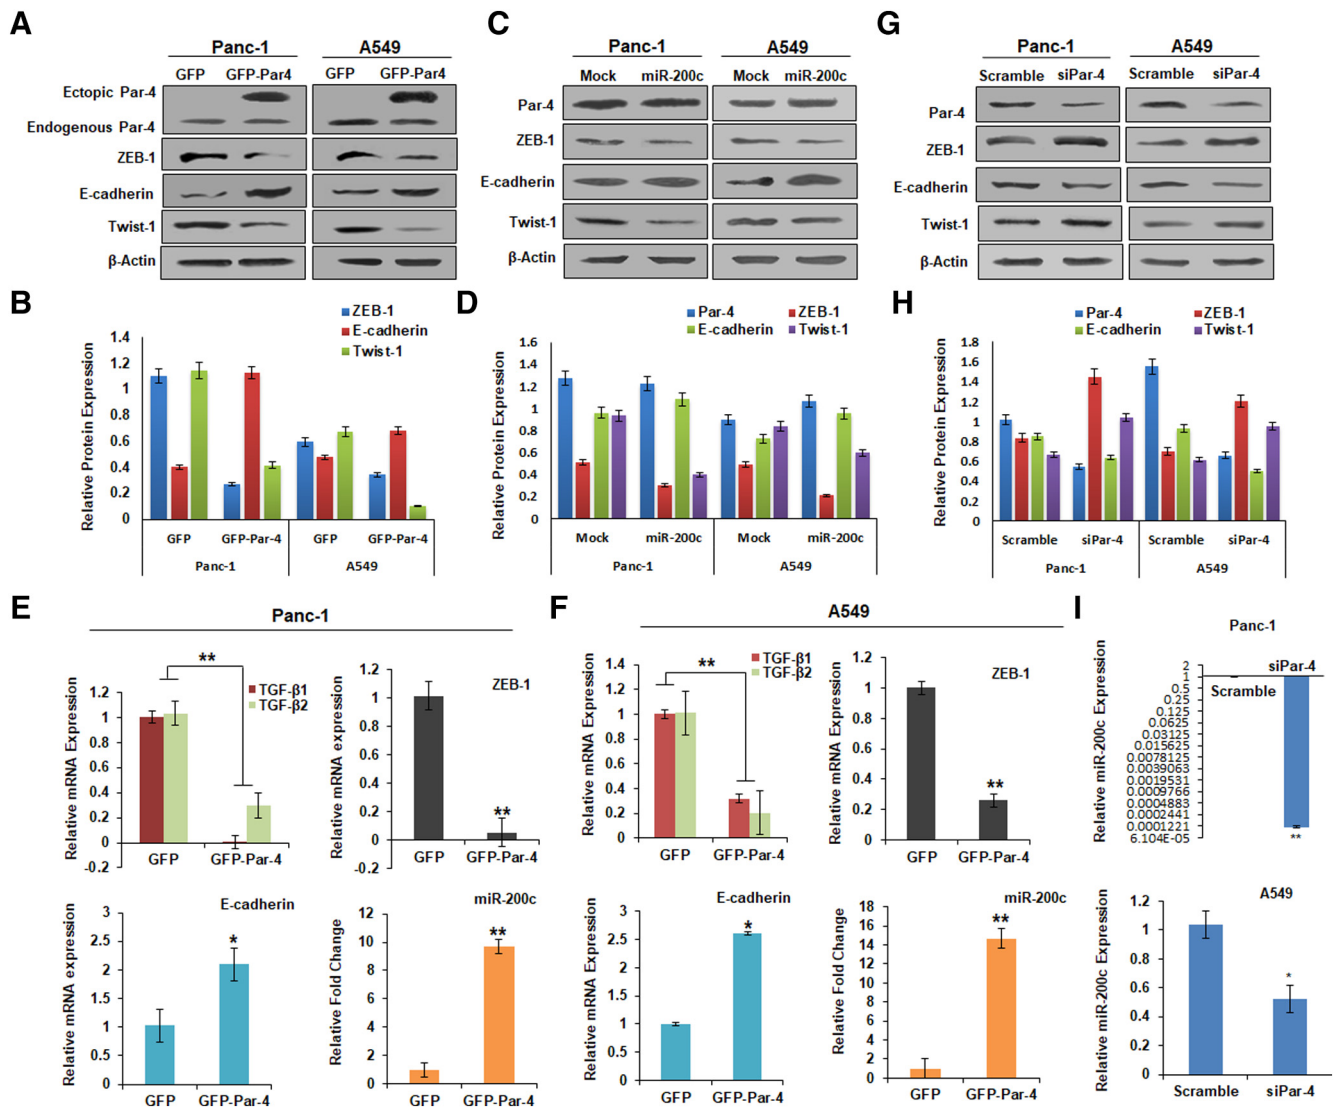 A
Panc-1 A549
GFP GFP-Par4 GFP GFP-Par4
Ectopic Par-4
Endogenous Par-4
ZEB-1
E-cadherin
Twist-1
β-Actin
C
Panc-1 A549
Mock miR-200c Mock miR-200c
Par-4
ZEB-1
E-cadherin
Twist-1
β-Actin
G
Panc-1 A549
Scramble siPar-4 Scramble siPar-4
Par-4
ZEB-1
E-cadherin
Twist-1
β-Actin
B
ZEB-1
E-cadherin
Twist-1
Relative Protein Expression
1.4
1.2
1
0.8
0.6
0.4
0.2
0
GFP GFP-Par-4 GFP GFP-Par-4
Panc-1 A549
D
Par-4 ZEB-1
E-cadherin Twist-1
Relative Protein Expression
1.6
1.4
1.2
1
0.8
0.6
0.4
0.2
0
Mock miR-200c Mock miR-200c
Panc-1 A549
H
Par-4 ZEB-1
E-cadherin Twist-1
Relative Protein Expression
1.8
1.6
1.4
1.2
1
0.8
0.6
0.4
0.2
0
Scramble siPar-4 Scramble siPar-4
Panc-1 A549
E
Panc-1
**
TGF-β1
TGF-β2
Relative mRNA Expression
1.2
1
0.8
0.6
0.4
0.2
0
-0.2
GFP GFP-Par-4
ZEB-1
Relative mRNA expression
1.2
1
0.8
0.6
0.4
0.2
0
-0.2
**
GFP GFP-Par-4
E-cadherin
Relative mRNA expression
3
2.5
2
1.5
1
0.5
0
*
GFP GFP-Par-4
miR-200c
Relative Fold Change
12
10
8
6
4
2
0
**
GFP GFP-Par-4
F
A549
**
TGF-β1
TGF-β2
Relative mRNA Expression
1.4
1.2
1
0.8
0.6
0.4
0.2
0
GFP GFP-Par-4
ZEB-1
Relative mRNA Expression
1.2
1
0.8
0.6
0.4
0.2
0
**
GFP GFP-Par-4
E-cadherin
Relative mRNA Expression
3
2.5
2
1.5
1
0.5
0
*
GFP GFP-Par-4
miR-200c
Relative Fold Change
18
16
14
12
10
8
6
4
2
0
**
GFP GFP-Par-4
I
Panc-1
siPar-4
Scramble
Relative miR-200c Expression
2
1
0.5
0.25
0.125
0.0625
0.03125
0.015625
0.0078125
0.0039063
0.0019531
0.0009766
0.0004883
0.0002441
0.0001221
6.104E-05
**
A549
Relative miR-200c Expression
1.2
1
0.8
0.6
0.4
0.2
0
*
Scramble siPar-4